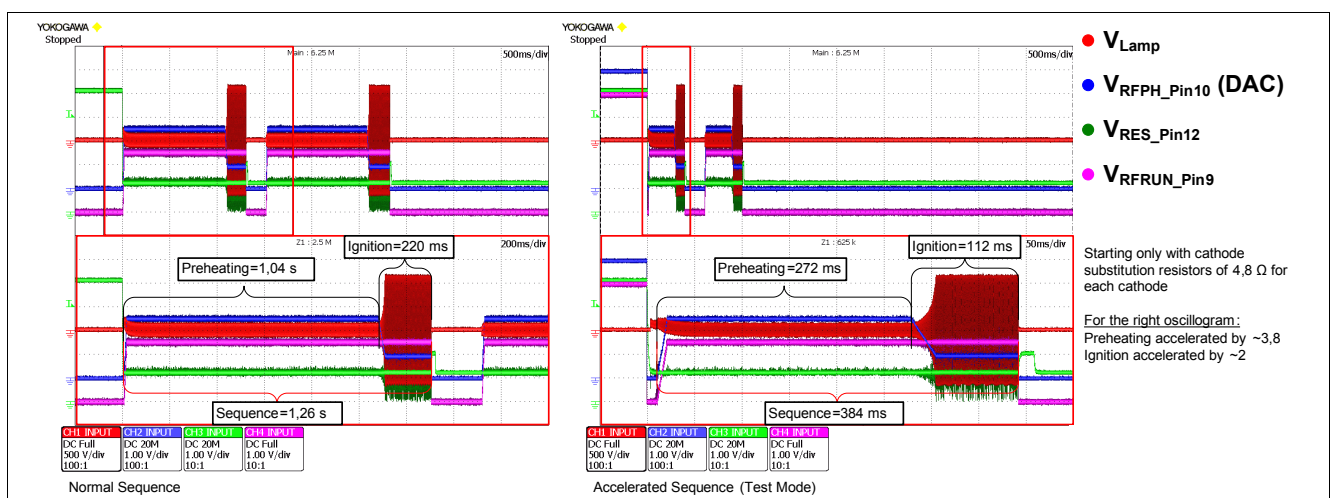 YOKOGAWA
Stopped
Main : 6.25 M
500ms/div
Ignition=220 ms
Z1 : 2.5 M
200ms/div
Preheating=1,04 s
Sequence=1,26 s
CH1 INPUT
DC Full
500 V/div
100:1
CH2 INPUT
DC 20M
1.00 V/div
100:1
CH3 INPUT
DC 20M
1.00 V/div
10:1
CH4 INPUT
DC Full
1.00 V/div
10:1
Normal Sequence
YOKOGAWA
Stopped
Main : 6.25 M
500ms/div
Z1 : 625 k
Ignition=112 ms
50ms/div
Preheating=272 ms
Sequence=384 ms
CH1 INPUT
DC Full
500 V/div
100:1
CH2 INPUT
DC 20M
1.00 V/div
100:1
CH3 INPUT
DC 20M
1.00 V/div
10:1
CH4 INPUT
DC Full
1.00 V/div
10:1
Accelerated Sequence (Test Mode)
VLamp
VRFPH_Pin10 (DAC)
VRES_Pin12
VRFRUN_Pin9
Starting only with cathode
substitution resistors of 4,8 Ω for
each cathode
For the right oscillogram :
Preheating accelerated by ~3,8
Ignition accelerated by ~2